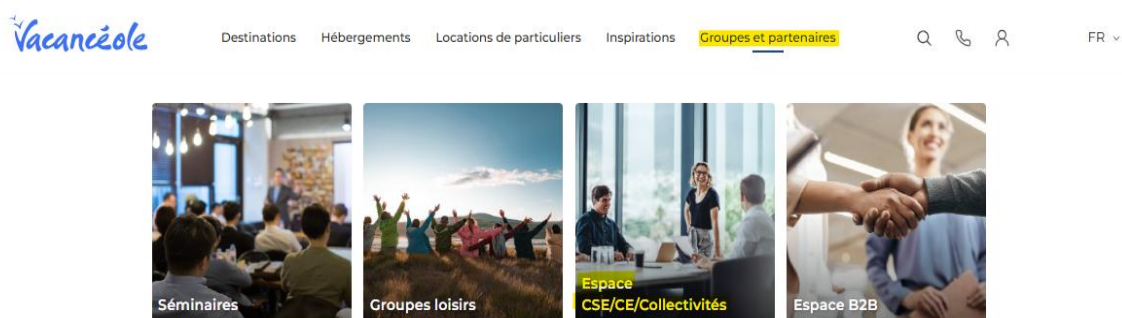 Vacancéole
Destinations Hébergements Locations de particuliers Inspirations Groupes et partenaires FR
Séminaires
Groupes loisirs
Espace
CSE/CE/Collectivités
Espace B2B